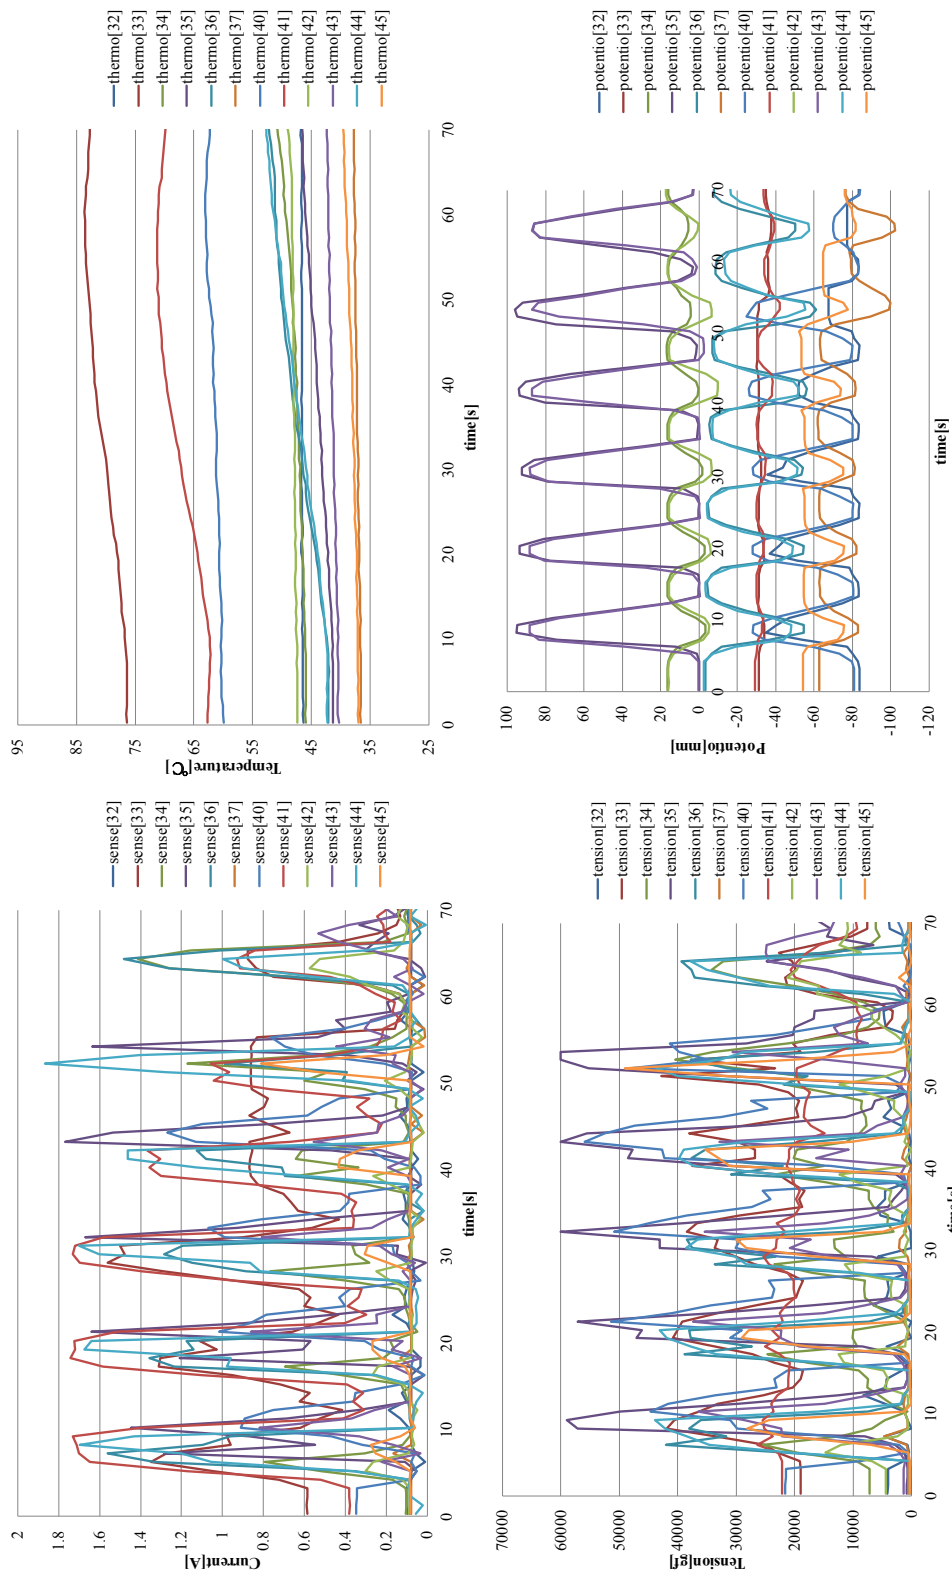 2
1.8
1.6
1.4
1.2
1
0.8
0.6
0.4
0.2
0
Current[A]
0
10
20
30
40
50
60
70
time[s]
sense[32]
sense[33]
sense[34]
sense[35]
sense[36]
sense[37]
sense[40]
sense[41]
sense[42]
sense[43]
sense[44]
sense[45]
95
85
75
65
55
45
35
25
Temperature[℃]
0
10
20
30
40
50
60
70
time[s]
thermo[32]
thermo[33]
thermo[34]
thermo[35]
thermo[36]
thermo[37]
thermo[40]
thermo[41]
thermo[42]
thermo[43]
thermo[44]
thermo[45]
70000
60000
50000
40000
30000
20000
10000
0
Tension[gf]
0
10
20
30
40
50
60
70
time[s]
tension[32]
tension[33]
tension[34]
tension[35]
tension[36]
tension[37]
tension[40]
tension[41]
tension[42]
tension[43]
tension[44]
tension[45]
100
80
60
40
20
0
-20
-40
-60
-80
-100
-120
Potentio[mm]
0
10
20
30
40
50
60
70
time[s]
potentio[32]
potentio[33]
potentio[34]
potentio[35]
potentio[36]
potentio[37]
potentio[40]
potentio[41]
potentio[42]
potentio[43]
potentio[44]
potentio[45]